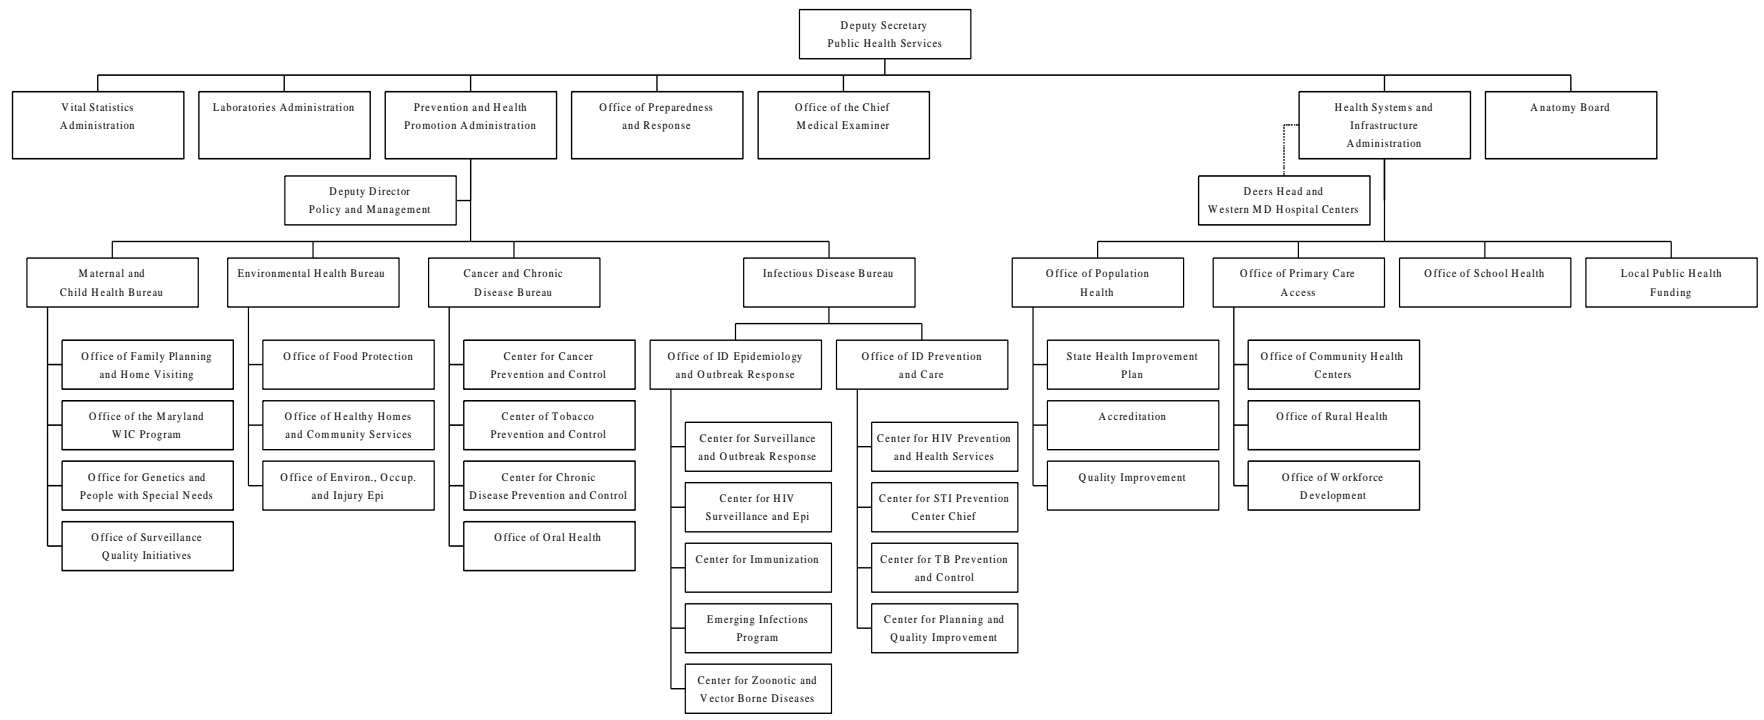 Deputy Secretary
Public Health Services
Vital Statistics
Administration
Laboratories Administration
Prevention and Health
Promotion Administration
Office of Preparedness
and Response
Office of the Chief
Medical Examiner
Health Systems and
Infrastructure
Administration
Anatomy Board
Deputy Director
Policy and Management
Deers Head and
Western MD Hospital Centers
Maternal and
Child Health Bureau
Environmental Health Bureau
Cancer and Chronic
Disease Bureau
Infectious Disease Bureau
Office of Population
Health
Office of Primary Care
Access
Office of School Health
Local Public Health
Funding
Office of Family Planning
and Home Visiting
Office of the Maryland
WIC Program
Office for Genetics and
People with Special Needs
Office of Surveillance
Quality Initiatives
Office of Food Protection
Office of Healthy Homes
and Community Services
Office of Environ., Occup.
and Injury Epi
Center for Cancer
Prevention and Control
Center of Tobacco
Prevention and Control
Center for Chronic
Disease Prevention and Control
Office of Oral Health
Office of ID Epidemiology
and Outbreak Response
Center for Surveillance
and Outbreak Response
Center for HIV
Surveillance and Epi
Center for Immunization
Emerging Infections
Program
Center for Zoonotic and
Vector Borne Diseases
Office of ID Prevention
and Care
Center for HIV Prevention
and Health Services
Center for STI Prevention
Center Chief
Center for TB Prevention
and Control
Center for Planning and
Quality Improvement
State Health Improvement
Plan
Accreditation
Quality Improvement
Office of Community Health
Centers
Office of Rural Health
Office of Workforce
Development